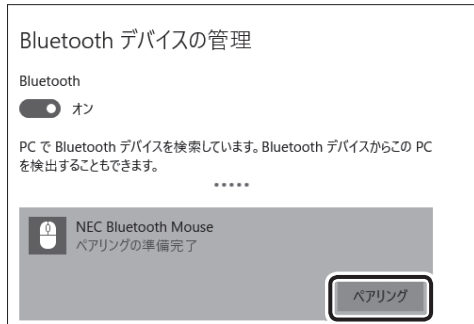 Bluetooth デバイスの管理
Bluetooth
オン
PC で Bluetooth デバイスを検索しています。Bluetooth デバイスからこの PC
を検出することもできます。
NEC Bluetooth Mouse
ペアリングの準備完了
ペアリング